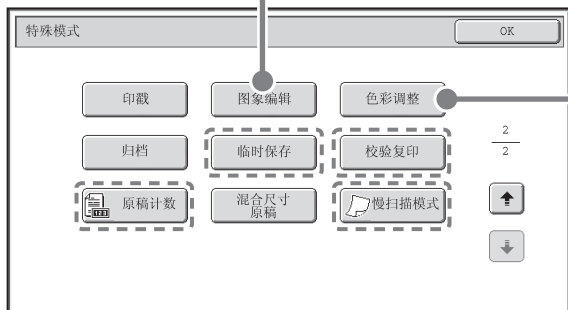 特殊模式
OK
印戳
图象编辑
色彩调整
归档
临时保存
校验复印
2
2
123
原稿计数
混合尺寸
原稿
慢扫描模式